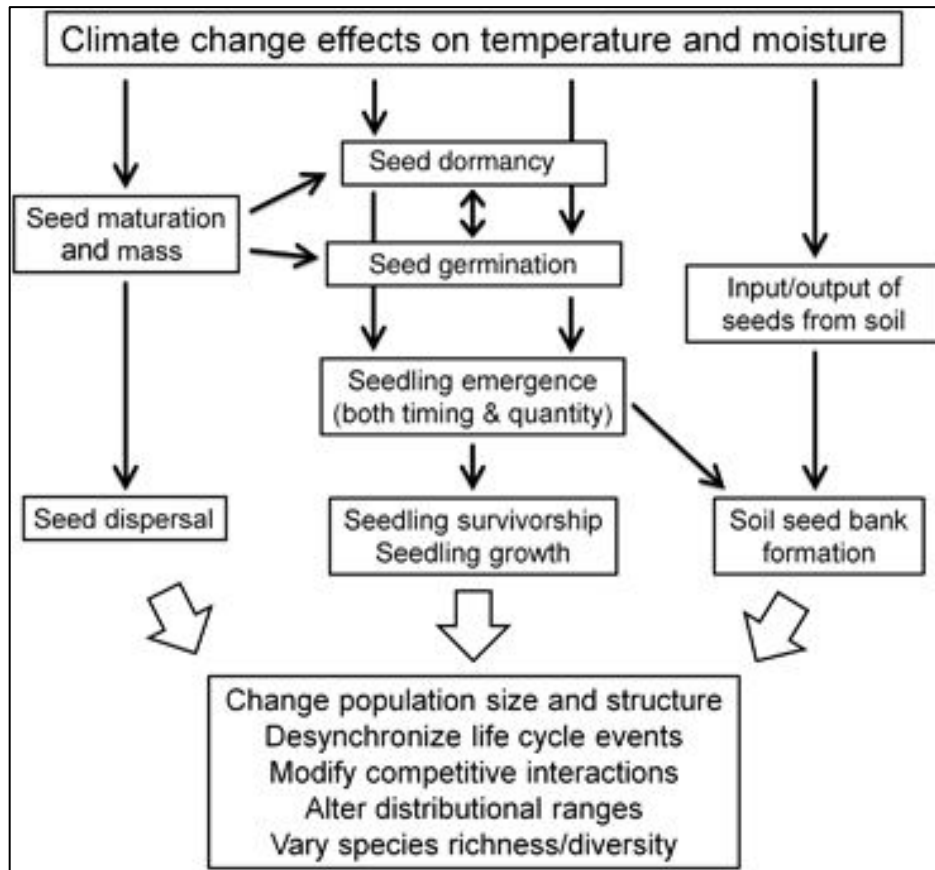 Climate change effects on temperature and moisture
Seed dormancy
Seed maturation
and mass
Seed germination
Input/output of
seeds from soil
Seedling emergence
(both timing & quantity)
Seed dispersal
Seedling survivorship
Seedling growth
Soil seed bank
formation
Change population size and structure
Desynchronize life cycle events
Modify competitive interactions
Alter distributional ranges
Vary species richness/diversity